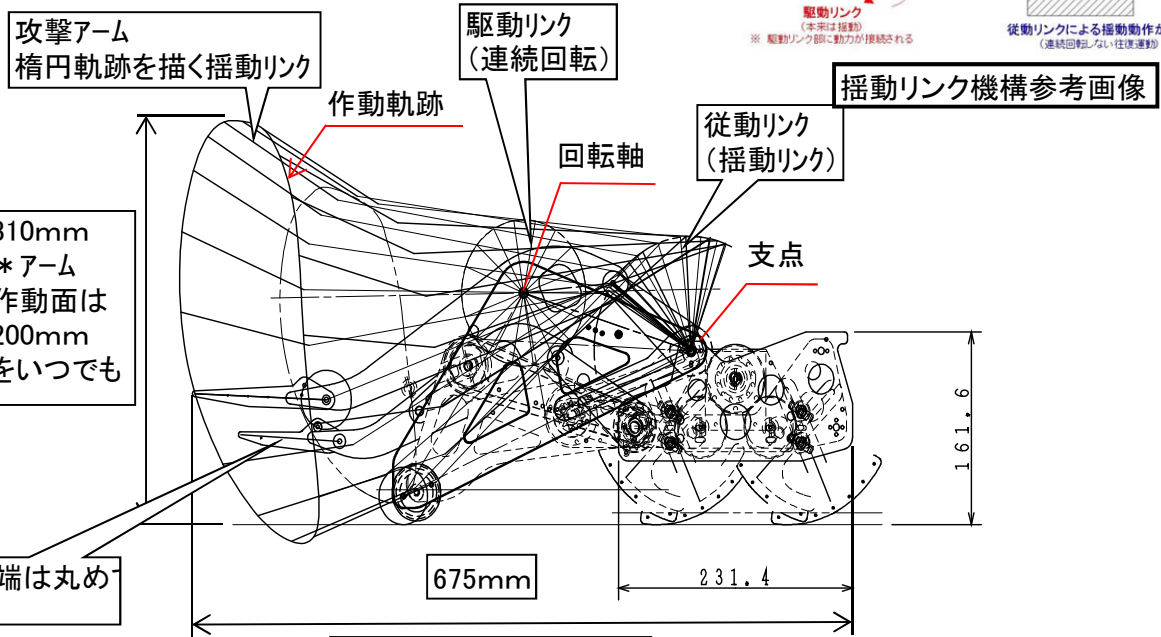 攻撃アーム
楕円軌跡を描く揺動リンク
駆動リンク
(連続回転)
駆動リンク
(本来は揺動)
※ 駆動リンク部に動力が接続される
従動リンクによる揺動動作が
(連続回転しない往復運動)
揺動リンク機構参考画像
作動軌跡
回転軸
従動リンク
(揺動リンク)
支点
310mm
*アーム
作動面は
200mm
をいつでも
161.6
端は丸めて
675mm
231.4